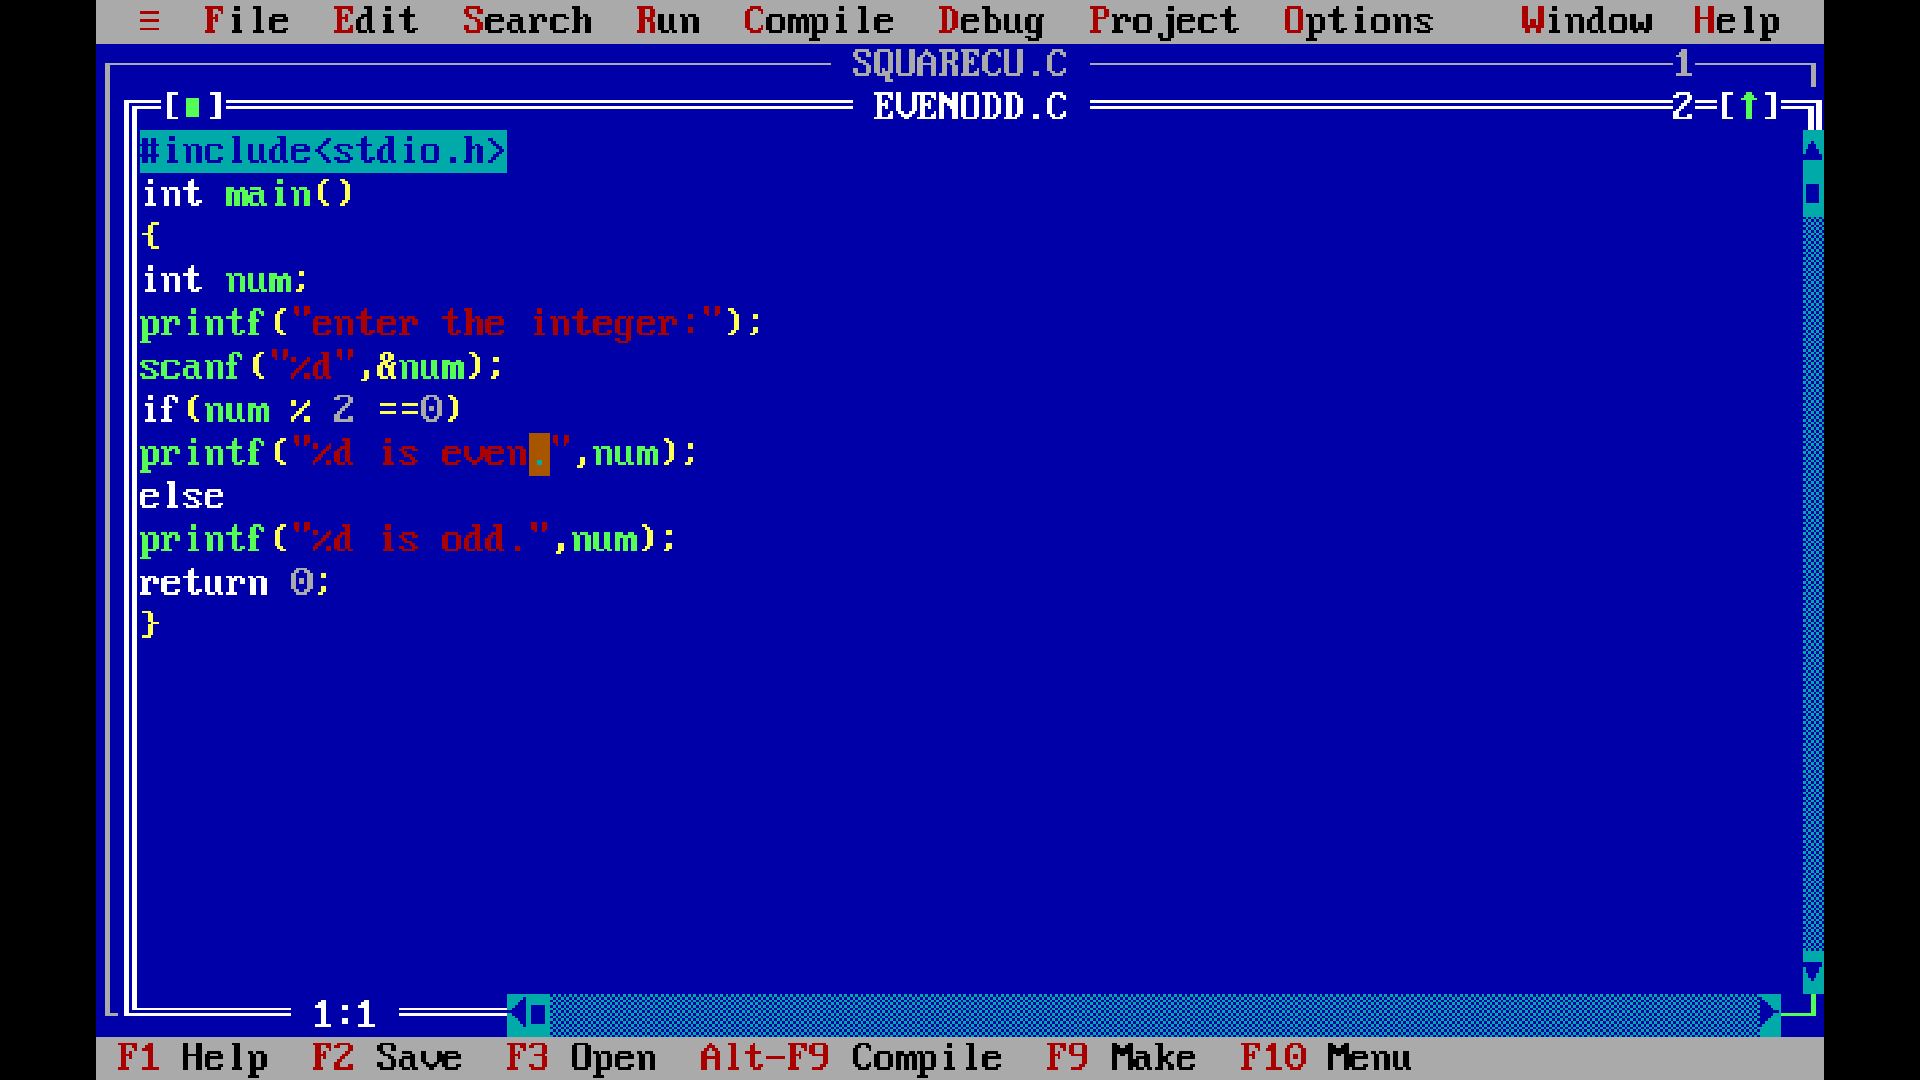 ≡ File Edit Search Run Compile Debug Project Options Window Help
SQUARECU.C 1
[■] EVENODD.C 2=[↑]
#include<stdio.h>
int main()
{
int num;
printf("enter the integer:");
scanf("%d",&num);
if(num % 2 ==0)
printf("%d is even.",num);
else
printf("%d is odd.",num);
return 0;
}
1:1
F1 Help F2 Save F3 Open Alt-F9 Compile F9 Make F10 Menu